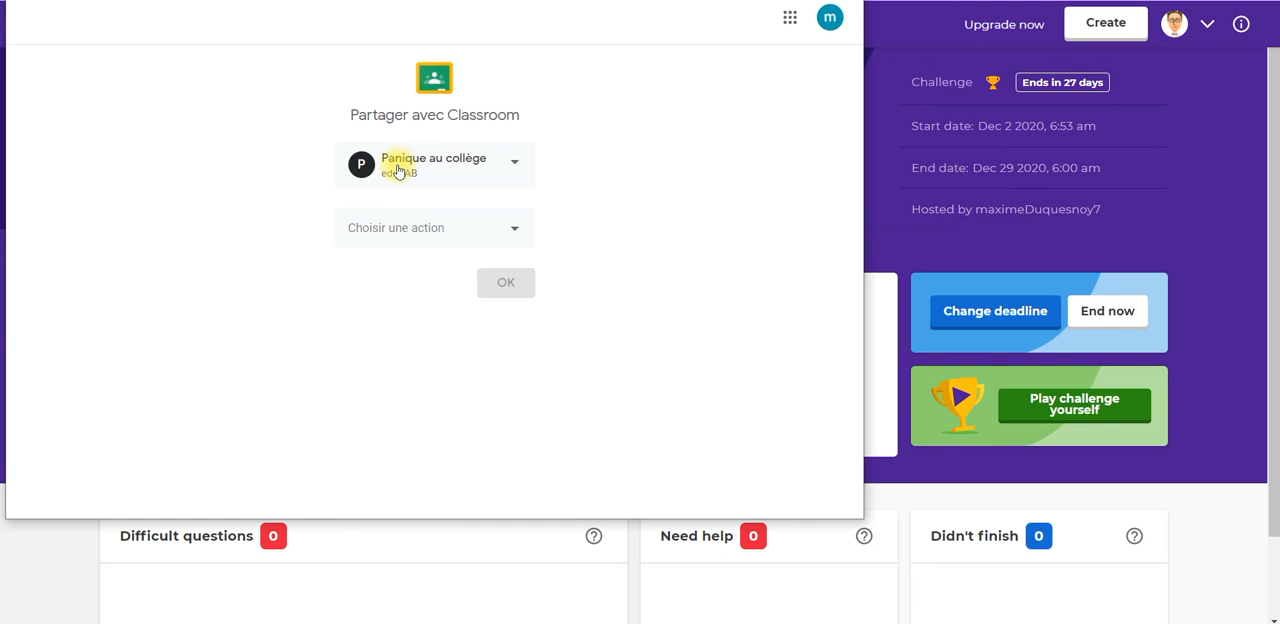 m
Partager avec Classroom
P
Panique au collège
Choisir une action
OK
Upgrade now
Create
Challenge
Ends in 27 days
Start date: Dec 2 2020, 6:53 am
End date: Dec 29 2020, 6:00 am
Hosted by maximeDuquesnoy7
Change deadline
End now
Play challenge
yourself
Difficult questions 0
Need help 0
Didn't finish 0